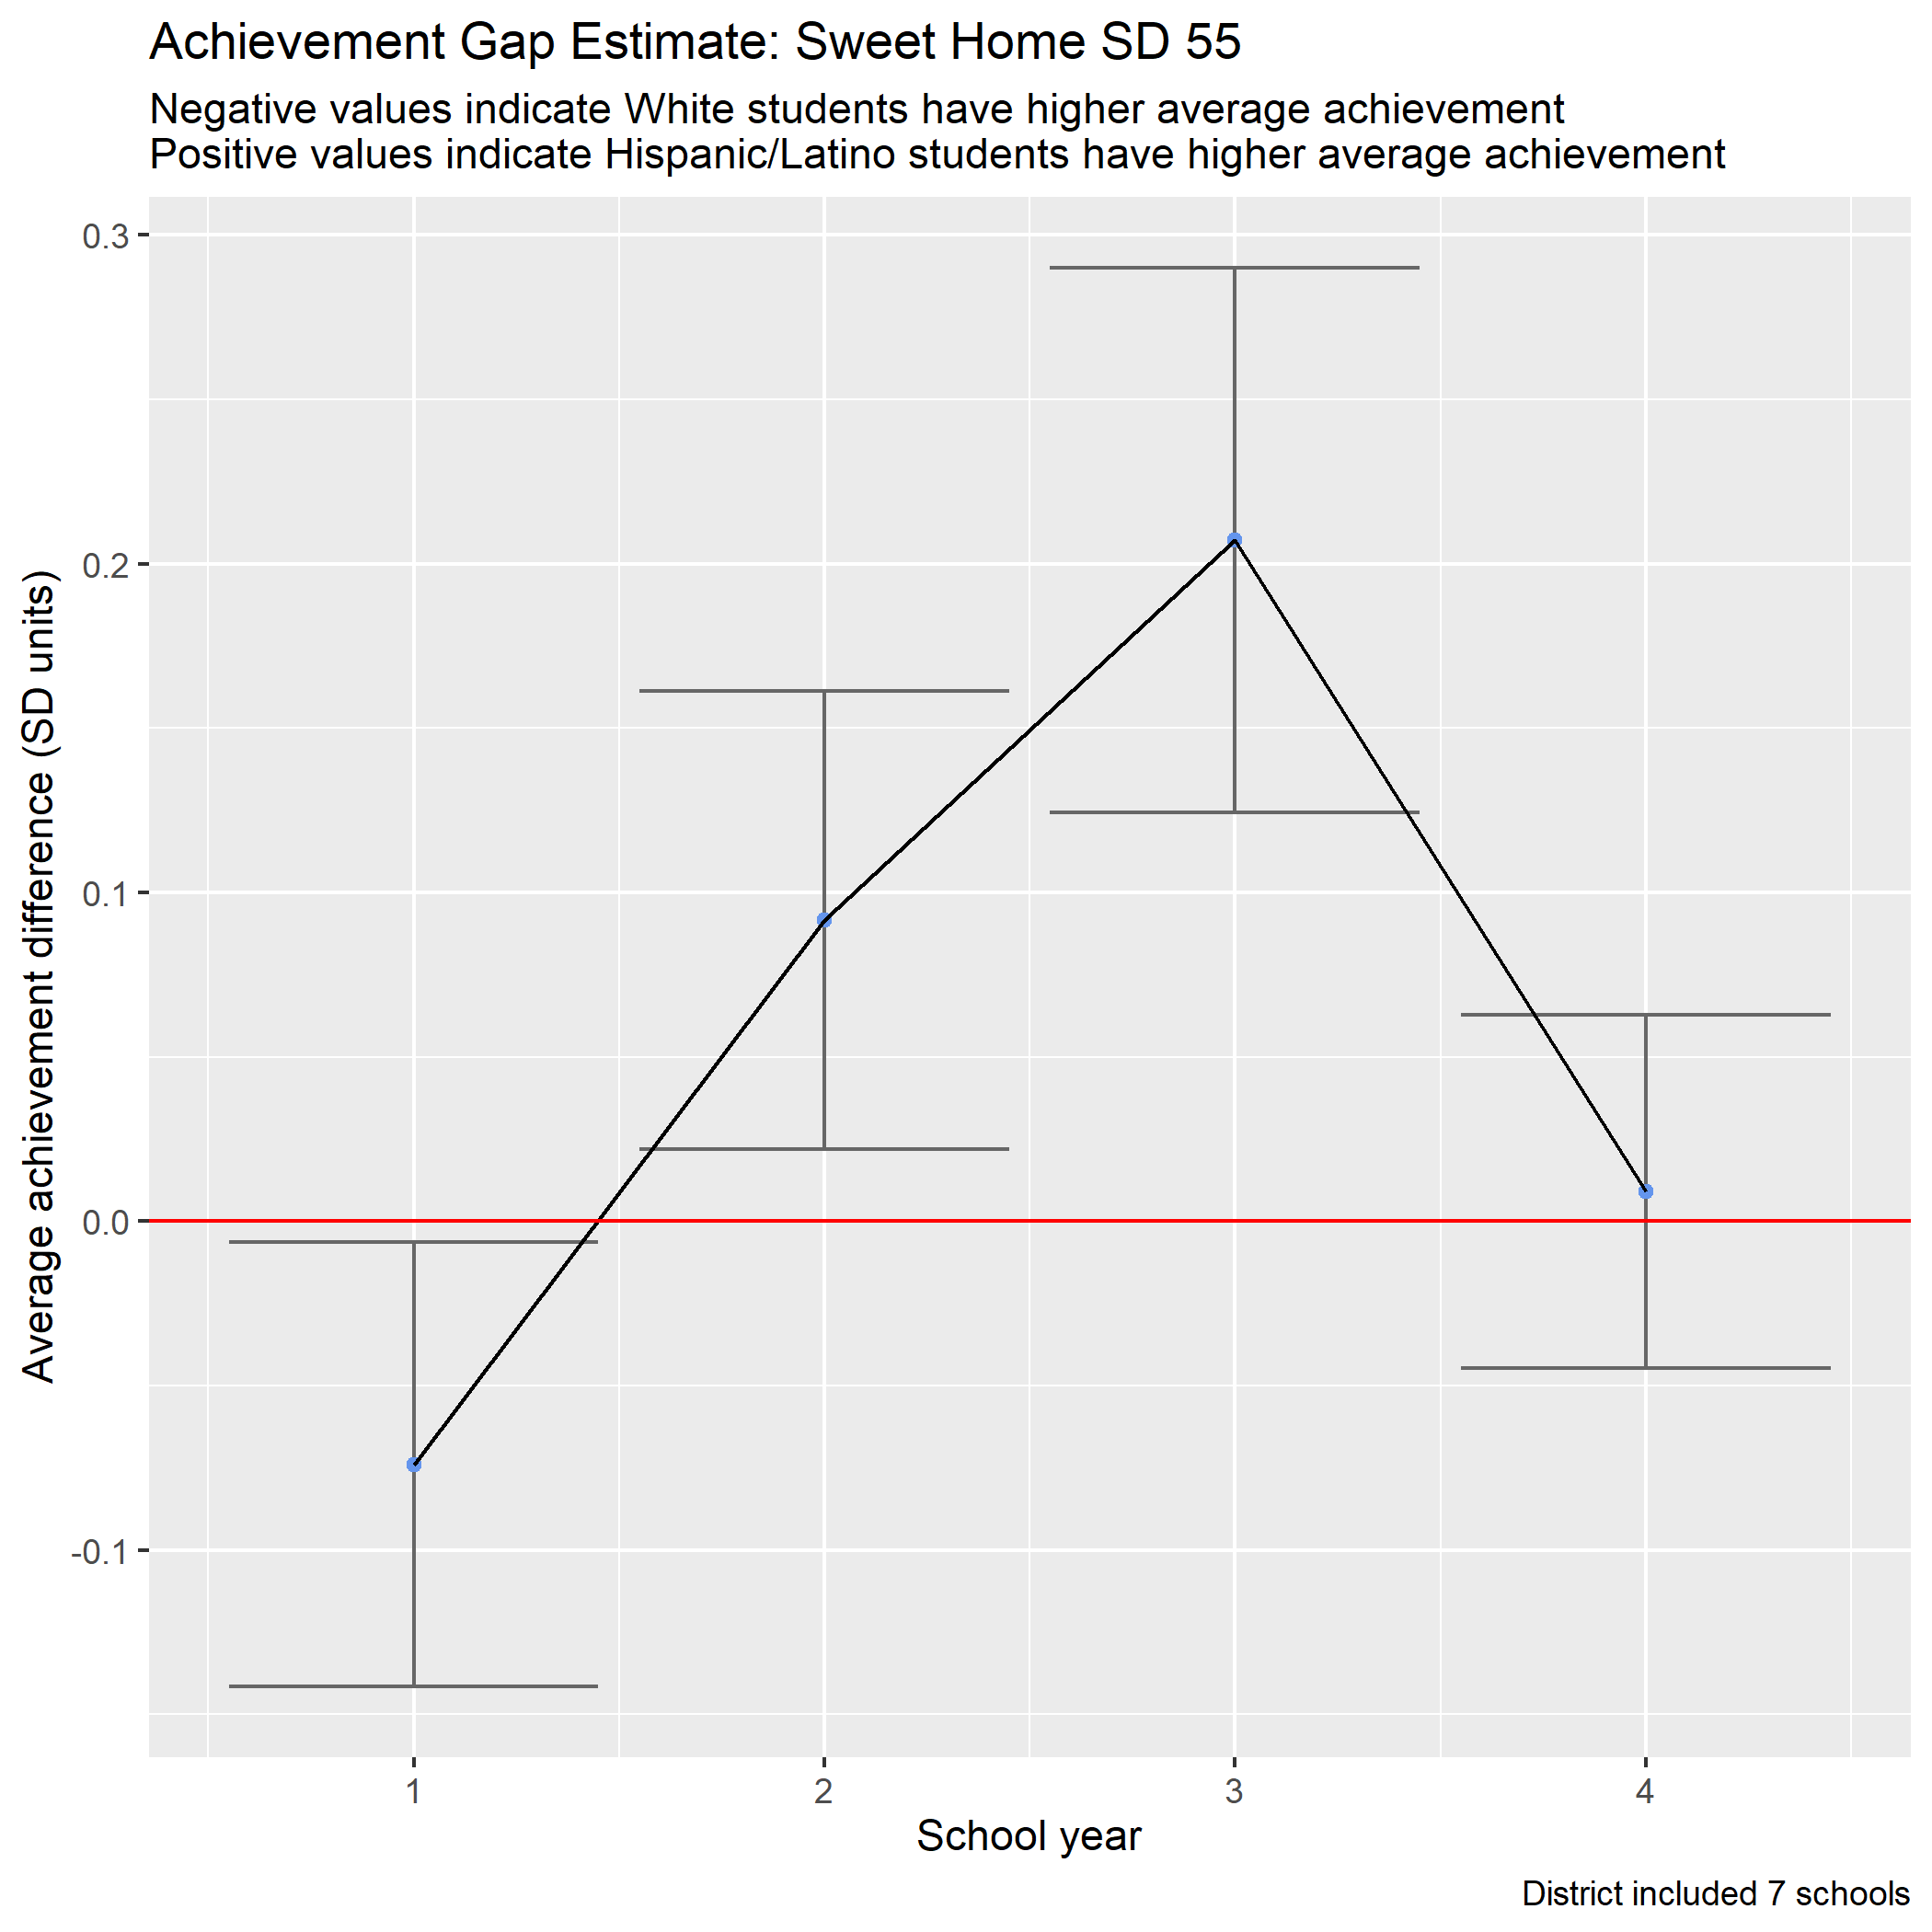 Achievement Gap Estimate: Sweet Home SD 55
Negative values indicate White students have higher average achievement
Positive values indicate Hispanic/Latino students have higher average achievement
Average achievement difference (SD units)
0.3
0.2
0.1
0.0
-0.1
1
2
3
4
School year
District included 7 schools